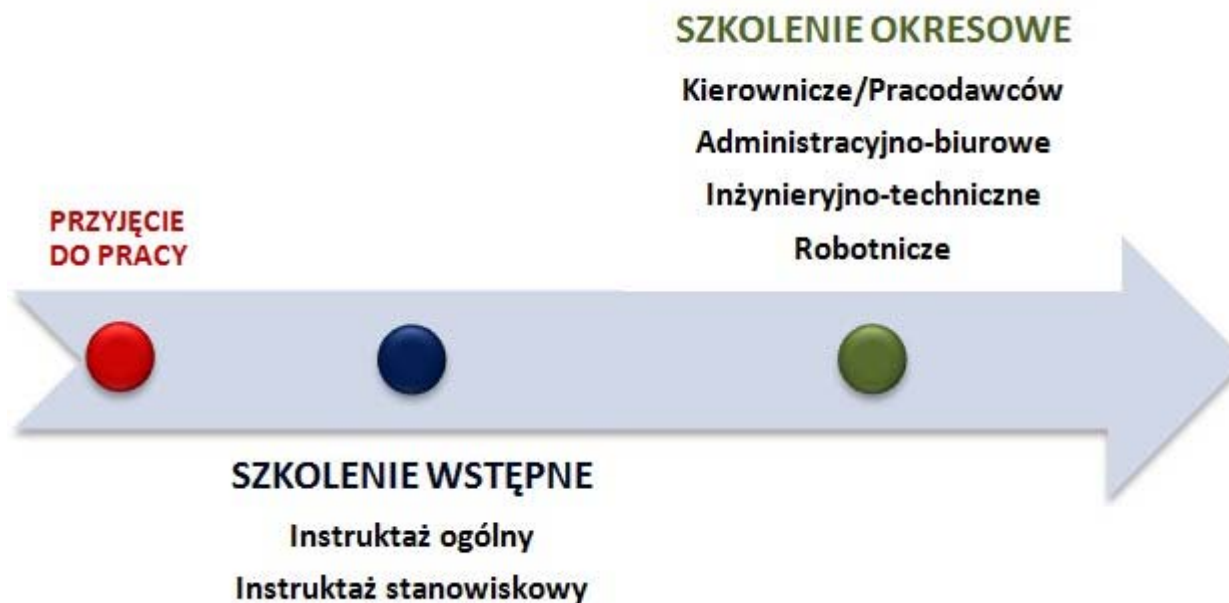 SZKOLENIE OKRESOWE
Kierownicze/Pracodawców
Administracyjno-biurowe
Inżynieryjno-techniczne
Robotnicze
PRZYJĘCIE
DO PRACY
SZKOLENIE WSTĘPNE
Instruktaż ogólny
Instruktaż stanowiskowy